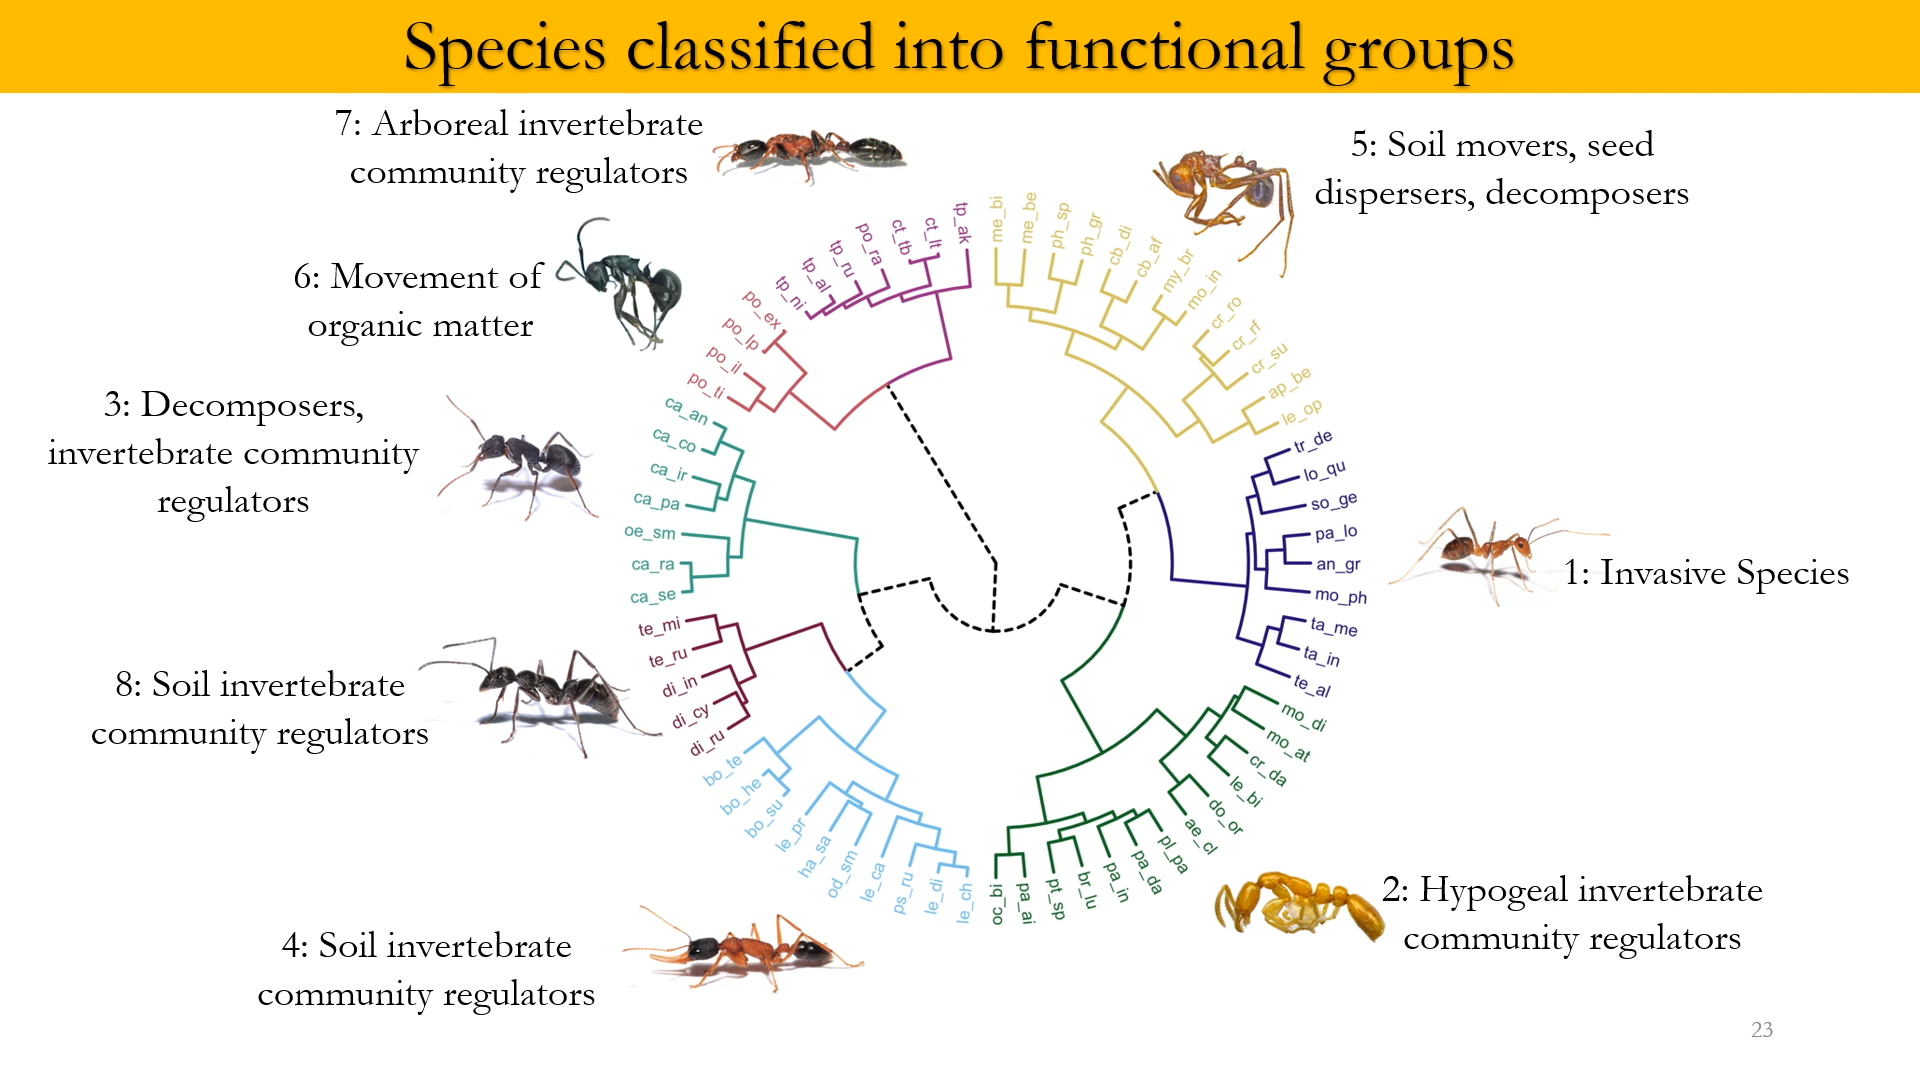 Species classified into functional groups
7: Arboreal invertebrate
community regulators
5: Soil movers, seed
dispersers, decomposers
6: Movement of
organic matter
3: Decomposers,
invertebrate community
regulators
1: Invasive Species
8: Soil invertebrate
community regulators
2: Hypogeal invertebrate
community regulators
4: Soil invertebrate
community regulators
tp_ak
ct_lt
ct_tb
po_ra
tp_ru
tp_al
tp_ni
po_ex
po_lp
po_il
po_ti
ca_an
ca_co
ca_ir
ca_pa
oe_sm
ca_ra
ca_se
te_mi
te_ru
di_in
di_cy
di_ru
bo_te
bo_he
bo_su
le_pr
ha_sa
od_sm
le_ca
ps_ru
le_di
le_ch
me_bi
me_be
ph_sp
ph_gr
cb_di
cb_af
my_br
mo_in
cr_ro
cr_rf
cr_su
ap_be
le_op
tr_de
lo_qu
so_ge
pa_lo
an_gr
mo_ph
ta_me
ta_in
te_al
mo_di
mo_at
cr_da
le_bi
do_or
ae_cl
pl_pa
pa_da
pa_in
br_lu
pt_sp
pa_ai
23